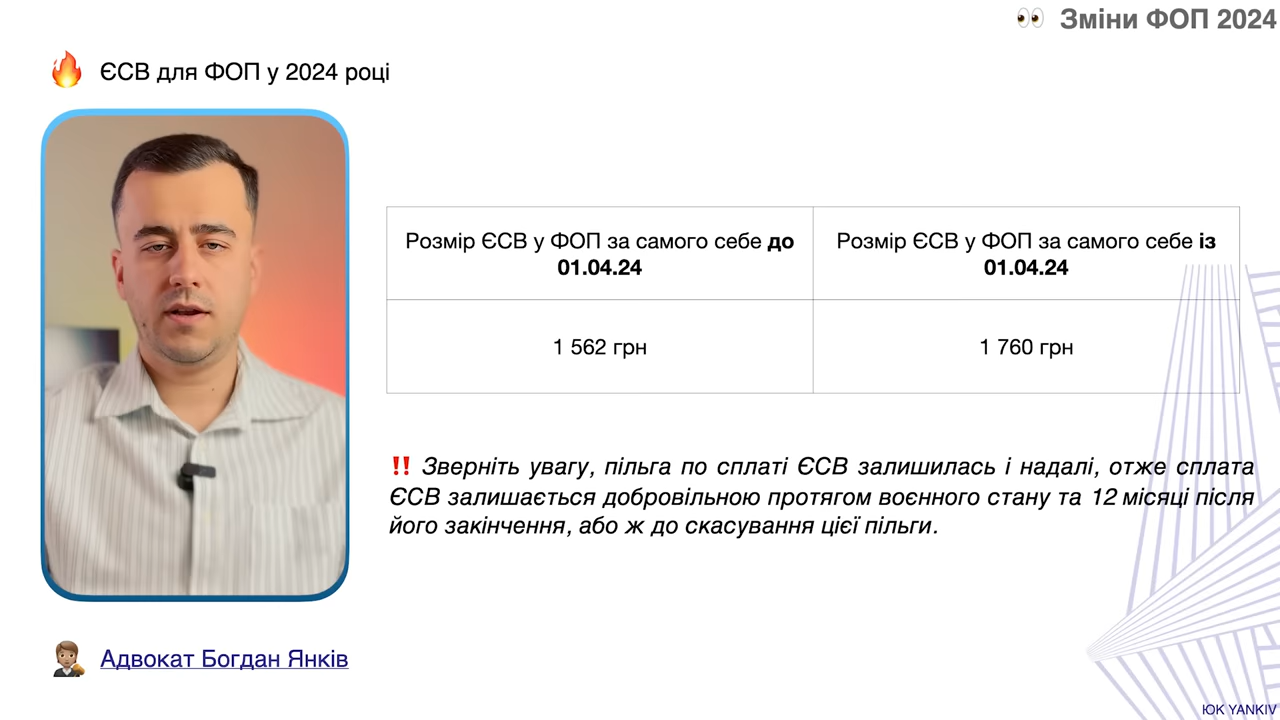 👀 Зміни ФОП 2024
🔥 ЄСВ для ФОП у 2024 році
Розмір ЄСВ у ФОП за самого себе до
01.04.24
Розмір ЄСВ у ФОП за самого себе із
01.04.24
1 562 грн
1 760 грн
‼️ Зверніть увагу, пільга по сплаті ЄСВ залишилась і надалі, отже сплата
ЄСВ залишається добровільною протягом воєнного стану та 12 місяці після
його закінчення, або ж до скасування цієї пільги.
Адвокат Богдан Янків
ЮК YANKIV